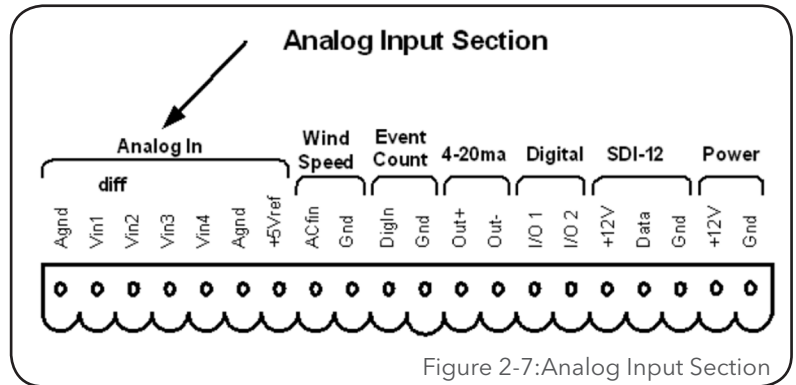 Analog Input Section
Analog In
Wind Speed
Event Count
4-20ma
Digital
SDI-12
Power
diff
Agnd
Vin1
Vin2
Vin3
Vin4
Agnd
+5Vref
ACfin
Gnd
DigIn
Gnd
Out+
Out-
I/O 1
I/O 2
+12V
Data
Gnd
+12V
Gnd
Figure 2-7:Analog Input Section